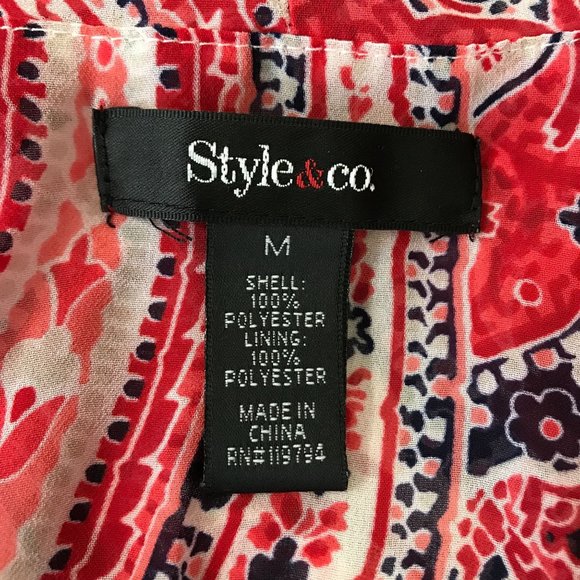 Style&co.
M
SHELL:
100%
POLYESTER
LINING:
100%
POLYESTER
MADE IN
CHINA
RN#119794